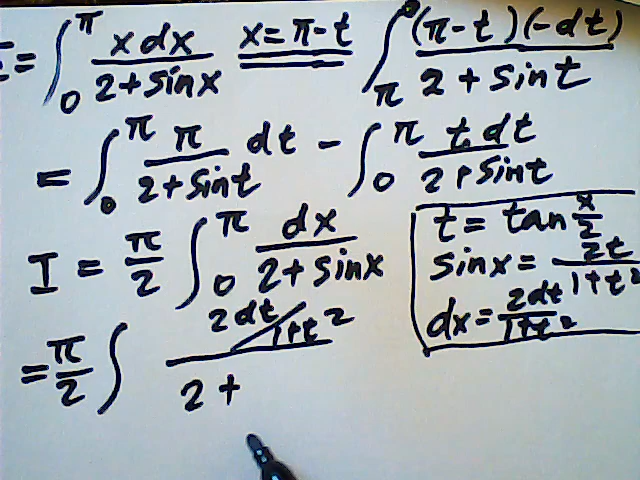 I = ∫₀^π x dx / (2 + sin x) x = π - t ∫_π^0 (π - t)(-dt) / (2 + sin t)
= ∫₀^π π / (2 + sin t) dt - ∫₀^π t dt / (2 + sin t)
I = π/2 ∫₀^π dx / (2 + sin x)
= π/2 ∫ (2dt / 1+t²) / (2 +
t = tan x/2
sin x = 2t / 1+t²
dx = 2dt / 1+t²